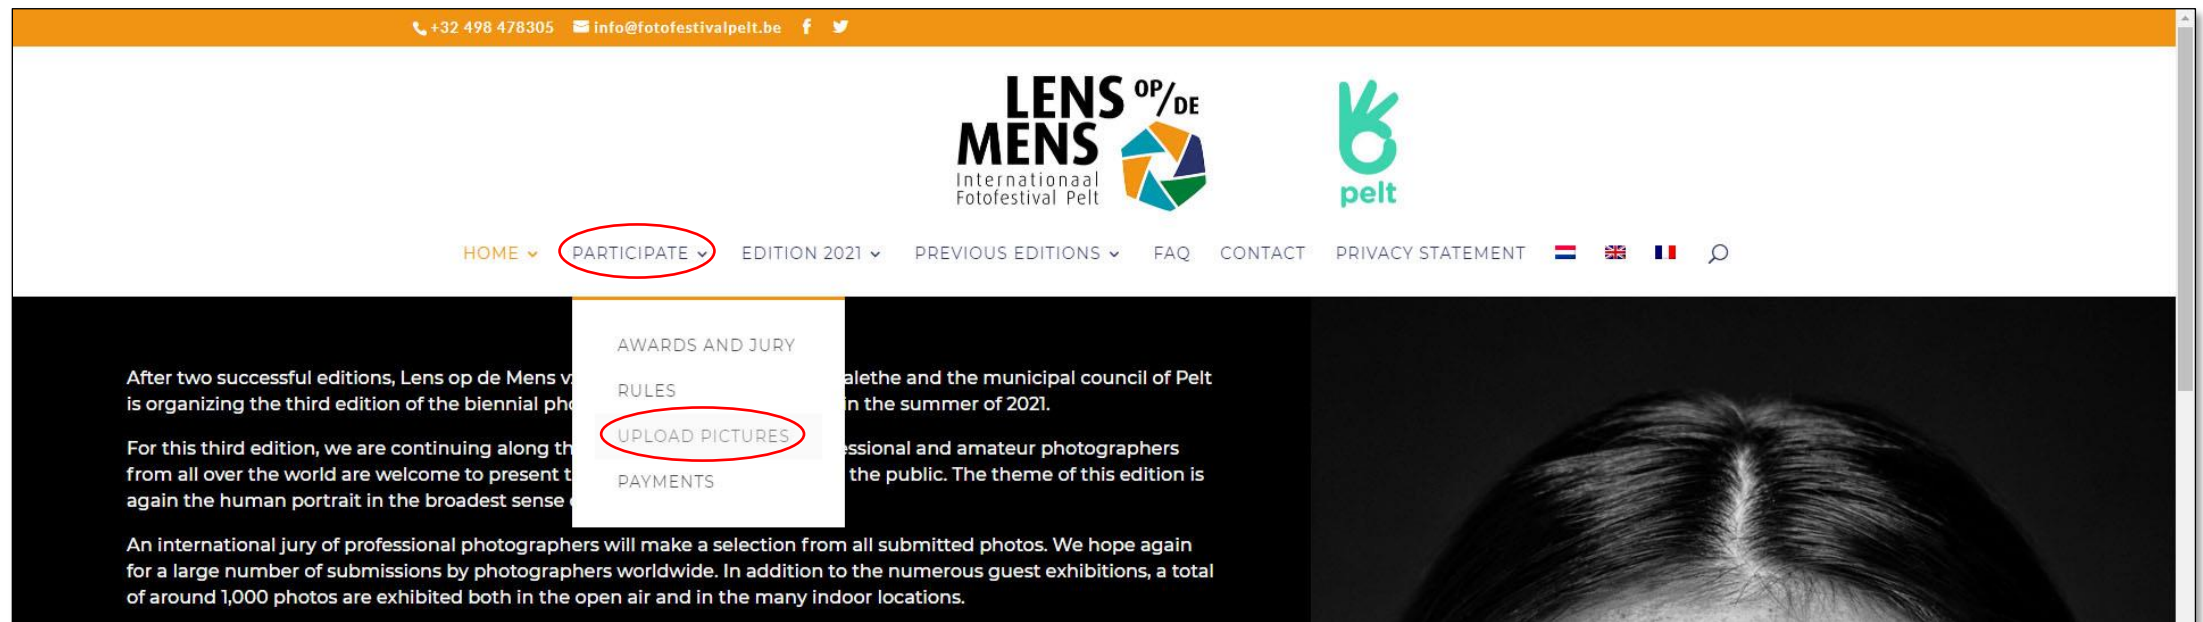 +32 498 478305 info@fotofestivalpelt.be
LENS OP/DE
MENS
Internationaal
Fotofestival Pelt
pelt
HOME PARTICIPATE EDITION 2021 PREVIOUS EDITIONS FAQ CONTACT PRIVACY STATEMENT
AWARDS AND JURY
RULES
UPLOAD PICTURES
PAYMENTS
After two successful editions, Lens op de Mens alethe and the municipal council of Pelt
is organizing the third edition of the biennial in the summer of 2021.
For this third edition, we are continuing along essional and amateur photographers
from all over the world are welcome to present the public. The theme of this edition is
again the human portrait in the broadest sense
An international jury of professional photographers will make a selection from all submitted photos. We hope again
for a large number of submissions by photographers worldwide. In addition to the numerous guest exhibitions, a total
of around 1,000 photos are exhibited both in the open air and in the many indoor locations.